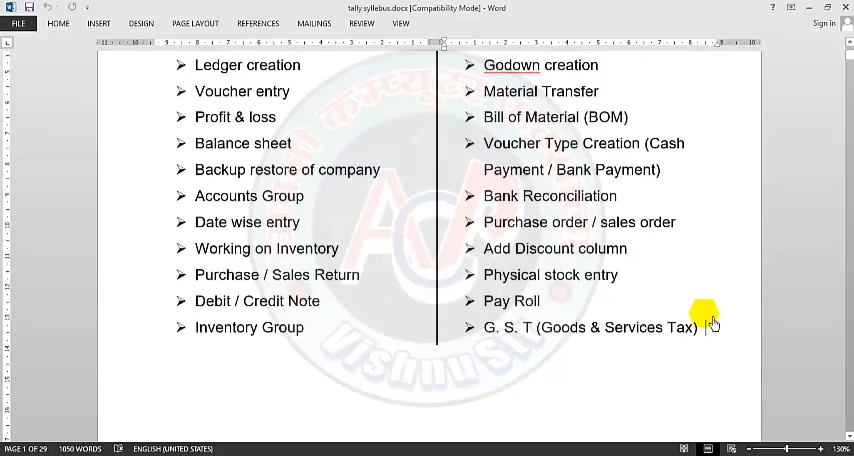 tally syllebus.docx [Compatibility Mode] - Word
FILE HOME INSERT DESIGN PAGE LAYOUT REFERENCES MAILINGS REVIEW VIEW Sign in
Ledger creation
Voucher entry
Profit & loss
Balance sheet
Backup restore of company
Accounts Group
Date wise entry
Working on Inventory
Purchase / Sales Return
Debit / Credit Note
Inventory Group
Godown creation
Material Transfer
Bill of Material (BOM)
Voucher Type Creation (Cash
Payment / Bank Payment)
Bank Reconciliation
Purchase order / sales order
Add Discount column
Physical stock entry
Pay Roll
G. S. T (Goods & Services Tax)
ACP
Vishnu Sir
PAGE 1 OF 29 1050 WORDS ENGLISH (UNITED STATES) 130%